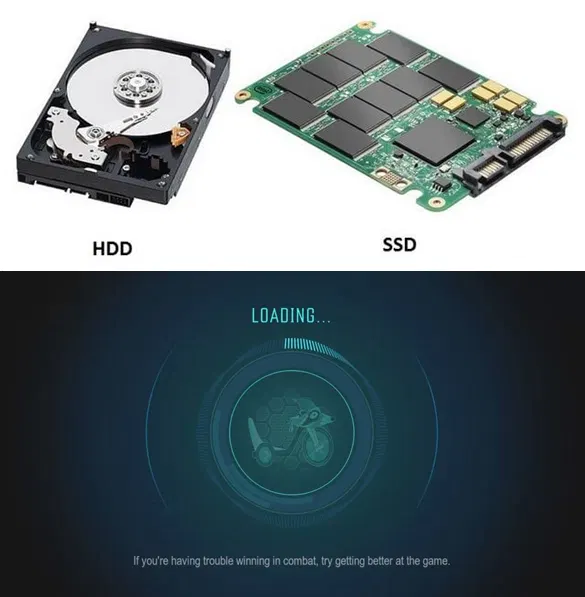 HDD
SSD
LOADING...
If you're having trouble winning in combat, try getting better at the game.